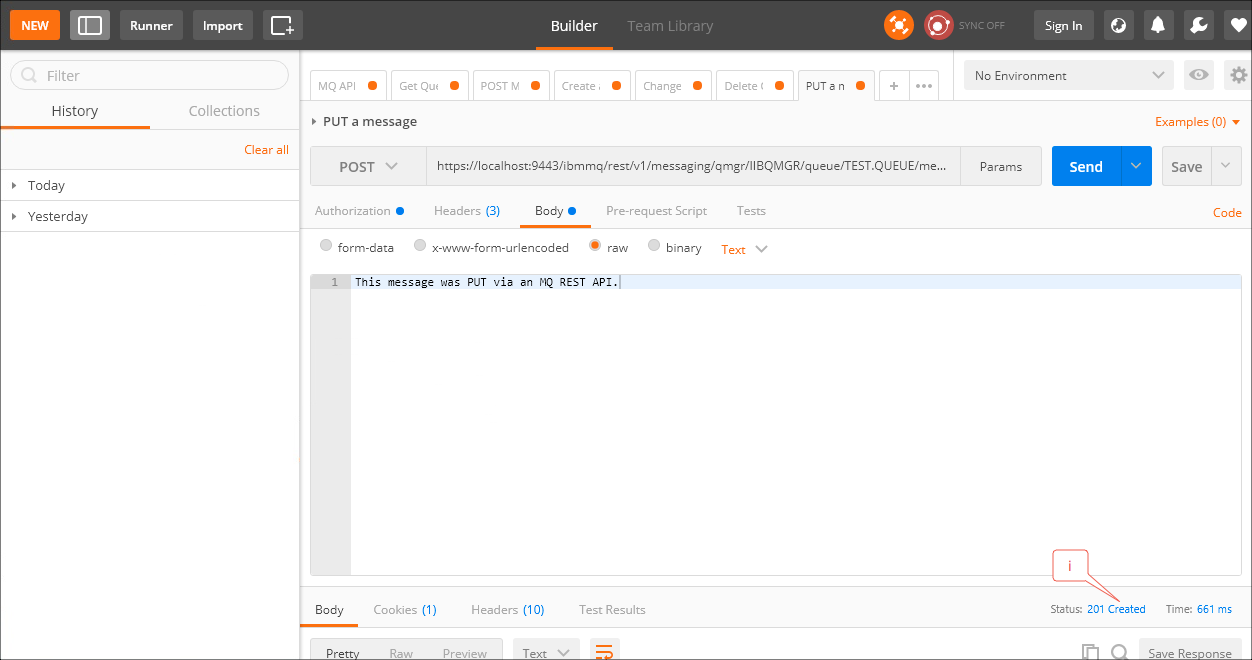 NEW Runner Import Builder Team Library SYNC OFF Sign In
Filter
History Collections
Clear all
Today
Yesterday
MQ API Get Que POST M Create Change Delete PUT a n + ••• No Environment
PUT a message Examples (0)
POST https://localhost:9443/ibmmq/rest/v1/messaging/qmgr/IIBQMGR/queue/TEST.QUEUE/me... Params Send Save
Authorization Headers (3) Body Pre-request Script Tests Code
form-data x-www-form-urlencoded raw binary Text
1 This message was PUT via an MQ REST API.
i
Body Cookies (1) Headers (10) Test Results Status: 201 Created Time: 661 ms
Pretty Raw Preview Text Save Response